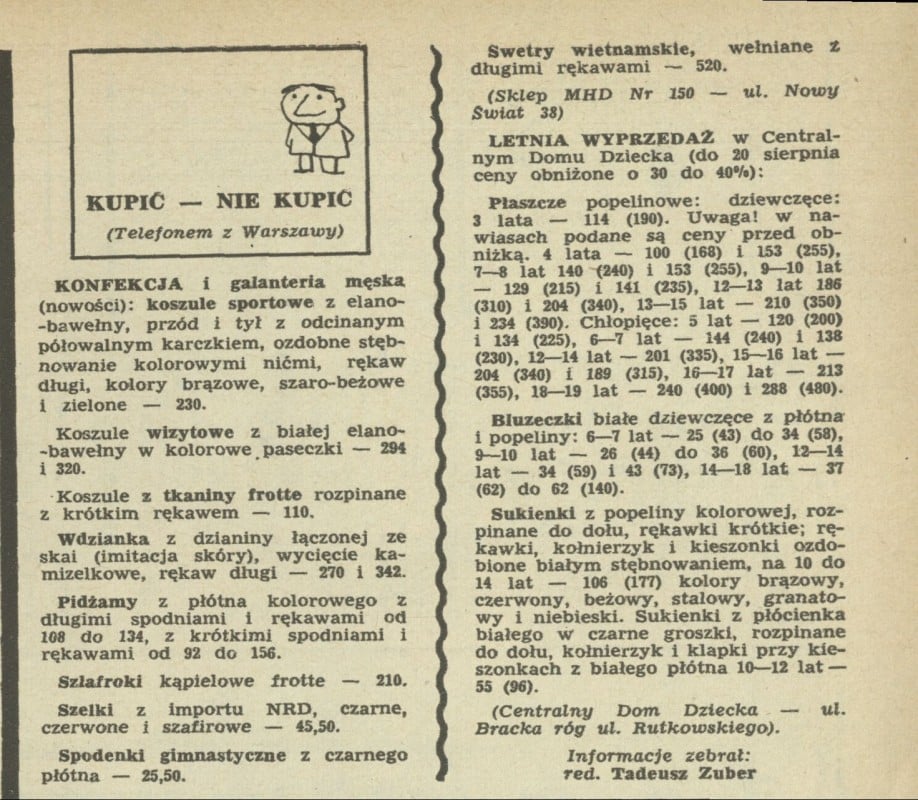 KUPIĆ — NIE KUPIĆ
(Telefonem z Warszawy)
KONFEKCJA i galanteria męska
(nowości): koszule sportowe z elano-
-bawełny, przód i tył z odcinanym
półowalnym karczkiem, ozdobne stęb-
nowanie kolorowymi nićmi, rękaw
długi, kolory brązowe, szaro-beżowe
i zielone — 230.
Koszule wizytowe z białej elano-
-bawełny w kolorowe paseczki — 294
i 320.
Koszule z tkaniny frotte rozpinane
z krótkim rękawem — 110.
Wdzianka z dzianiny łączonej ze
skai (imitacja skóry), wycięcie ka-
mizelkowe, rękaw długi — 270 i 342.
Pidżamy z płótna kolorowego z
długimi spodniami i rękawami od
108 do 134, z krótkimi spodniami i
rękawami od 92 do 156.
Szlafroki kąpielowe frotte — 210.
Szelki z importu NRD, czarne,
czerwone i szafirowe — 45,50.
Spodenki gimnastyczne z czarnego
płótna — 25,50.
Swetry wietnamskie, wełniane z
długimi rękawami — 520.
(Sklep MHD Nr 150 — ul. Nowy
Swiat 38)
LETNIA WYPRZEDAŻ w Central-
nym Domu Dziecka (do 20 sierpnia
ceny obniżone o 30 do 40%):
Płaszcze popelinowe: dziewczęce:
3 lata — 114 (190). Uwaga! w na-
wiasach podane są ceny przed ob-
niżką. 4 lata — 100 (168) i 153 (255),
7—8 lat 140 (240) i 153 (255), 9—10 lat
— 129 (215) i 141 (235), 12—13 lat 186
(310) i 204 (340), 13—15 lat — 210 (350)
i 234 (390). Chłopięce: 5 lat — 120 (200)
i 134 (225), 6—7 lat — 144 (240) i 138
(230), 12—14 lat — 201 (335), 15—16 lat —
204 (340) i 189 (315), 16—17 lat — 213
(355), 18—19 lat — 240 (400) i 288 (480).
Bluzeczki białe dziewczęce z płótna
i popeliny: 6—7 lat — 25 (43) do 34 (58),
9—10 lat — 26 (44) do 36 (60), 12—14
lat — 34 (59) i 43 (73), 14—18 lat — 37
(62) do 62 (140).
Sukienki z popeliny kolorowej, roz-
pinane do dołu, rękawki krótkie; rę-
kawki, kołnierzyk i kieszonki ozdo-
bione białym stębnowaniem, na 10 do
14 lat — 106 (177) kolory brązowy,
czerwony, beżowy, stalowy, granato-
wy i niebieski. Sukienki z płócienka
białego w czarne groszki, rozpinane
do dołu, kołnierzyk i klapki przy kie-
szonkach z białego płótna 10—12 lat —
55 (96).
(Centralny Dom Dziecka — ul.
Bracka róg ul. Rutkowskiego).
Informacje zebrał:
red. Tadeusz Zuber